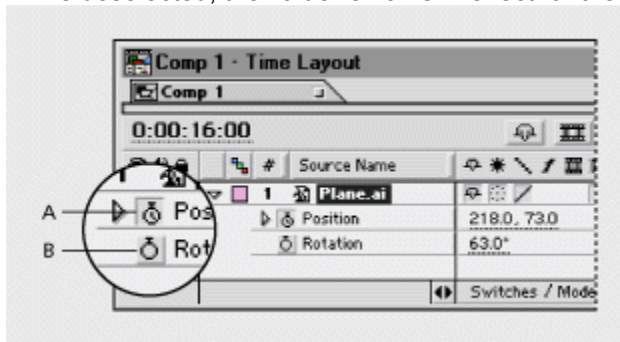 Comp 1 · Time Layout
Comp 1
0:00:16:00
# Source Name
1 Plane.ai
A Pos Position 218.0, 73.0
B Rot Rotation 63.0°
Switches / Mode